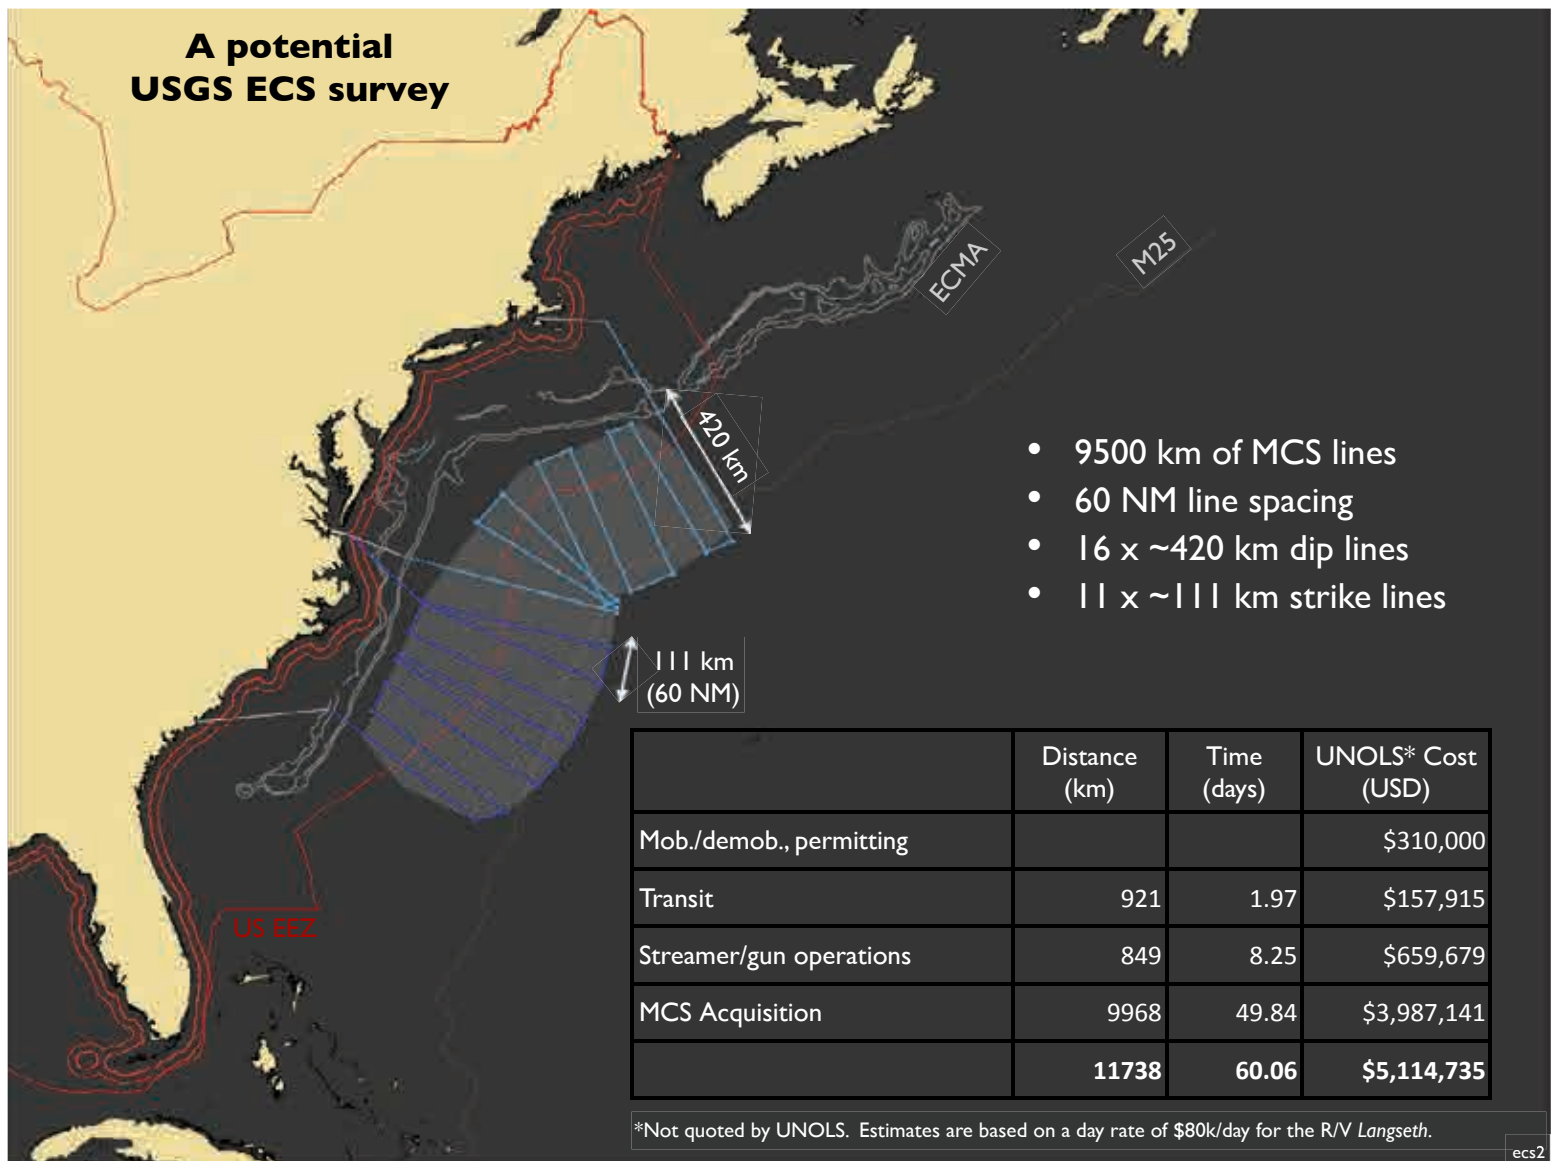 A potential
USGS ECS survey
ECMA
M25
420 km
• 9500 km of MCS lines
• 60 NM line spacing
• 16 x ~420 km dip lines
• 11 x ~111 km strike lines
111 km
(60 NM)
US EEZ
Distance (km) Time (days) UNOLS* Cost (USD)
Mob./demob., permitting $310,000
Transit 921 1.97 $157,915
Streamer/gun operations 849 8.25 $659,679
MCS Acquisition 9968 49.84 $3,987,141
11738 60.06 $5,114,735
*Not quoted by UNOLS. Estimates are based on a day rate of $80k/day for the R/V Langseth.
ecs2